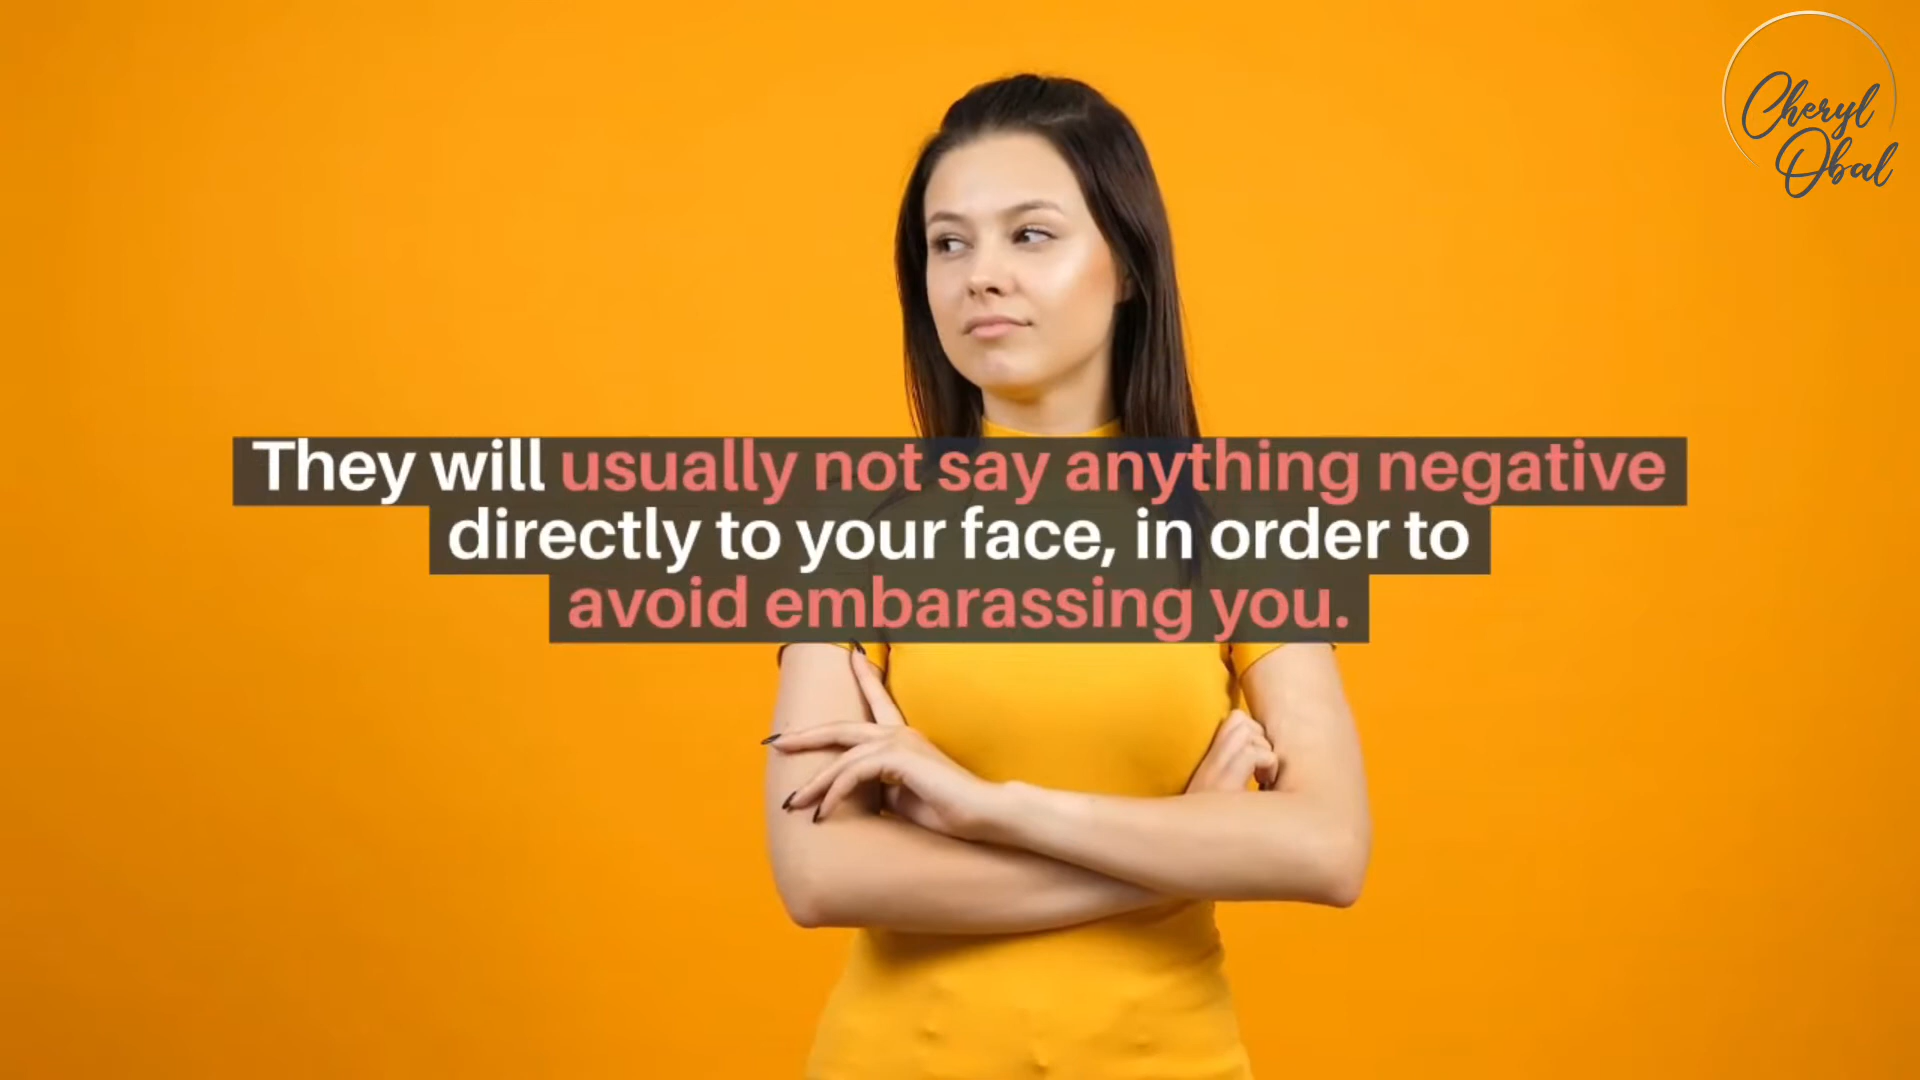 Cheryl
Obal
They will usually not say anything negative
directly to your face, in order to
avoid embarassing you.